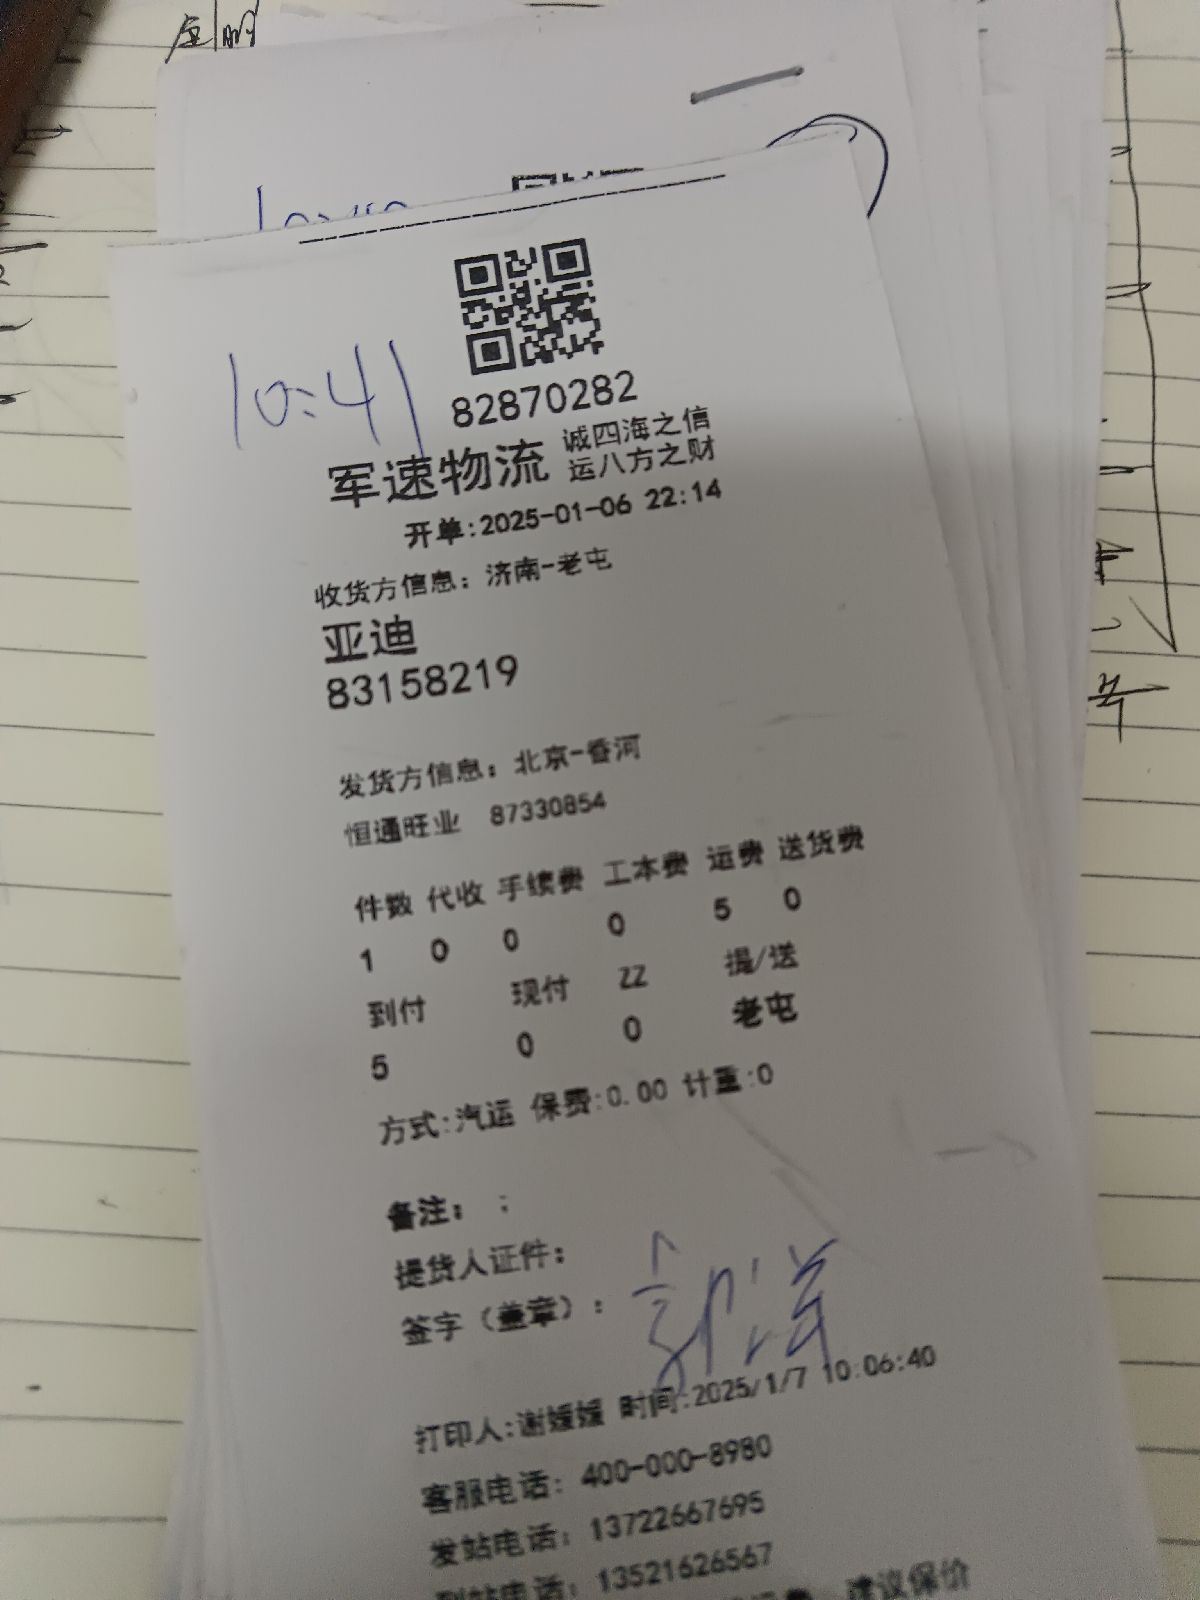 10:41
82870282
军速物流 诚四海之信
运八方之财
开单:2025-01-06 22:14
收货方信息：济南-老屯
亚迪
83158219
发货方信息：北京-香河
恒通旺业 87330854
件数 代收 手续费 工本费 运费 送货费
1 0 0 0 5 0
到付 现付 ZZ 提/送
5 0 0 老屯
方式:汽运 保费:0.00 计重:0
备注： ;
提货人证件：
签字（盖章）：
打印人:谢媛媛 时间:2025/1/7 10:06:40
客服电话：400-000-8980
发站电话：13722667695
到站电话：13521626567
建议保价